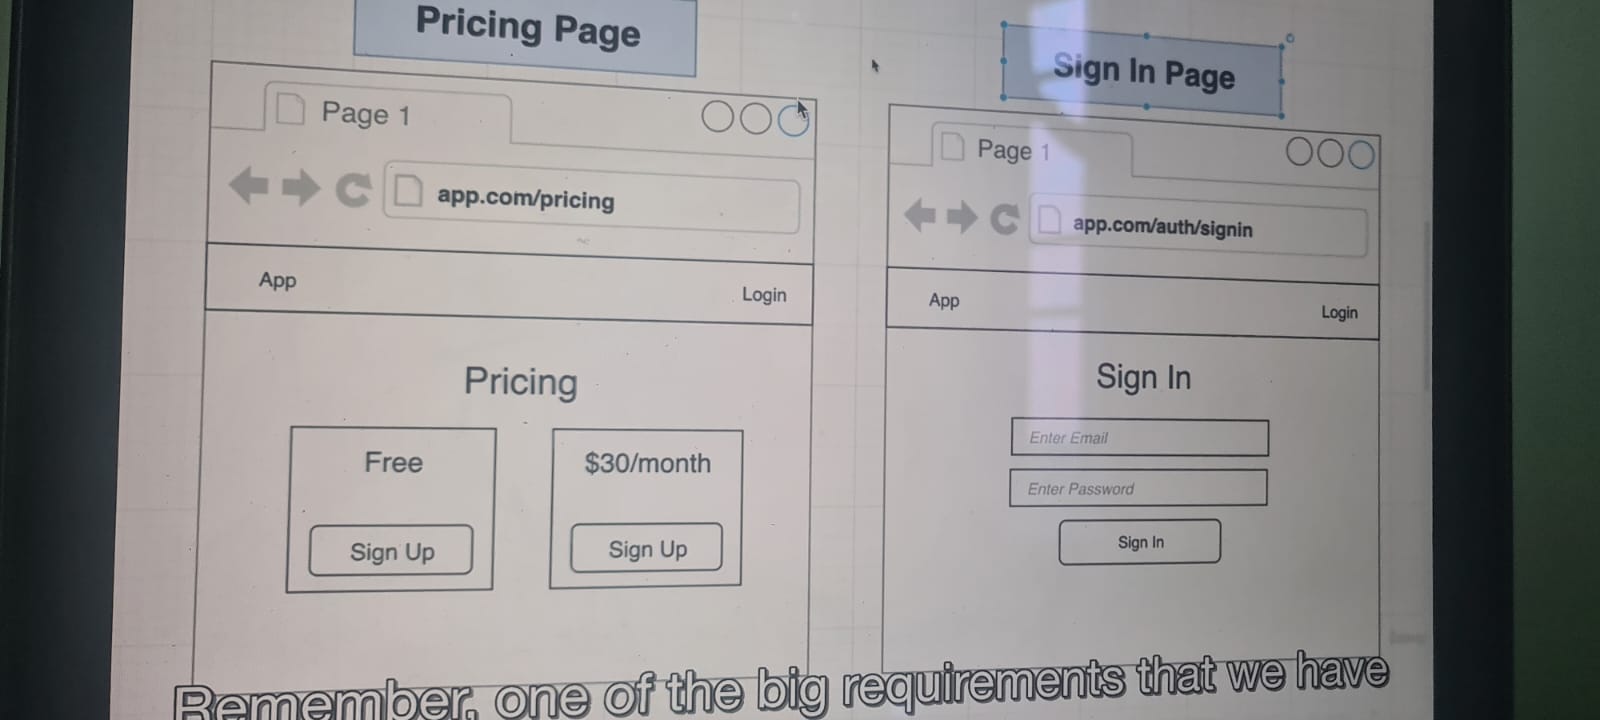 Pricing Page
Page 1
app.com/pricing
App
Login
Pricing
Free
$30/month
Sign Up
Sign Up
Sign In Page
Page 1
app.com/auth/signin
App
Login
Sign In
Enter Email
Enter Password
Sign In
Remember, one of the big requirements that we have